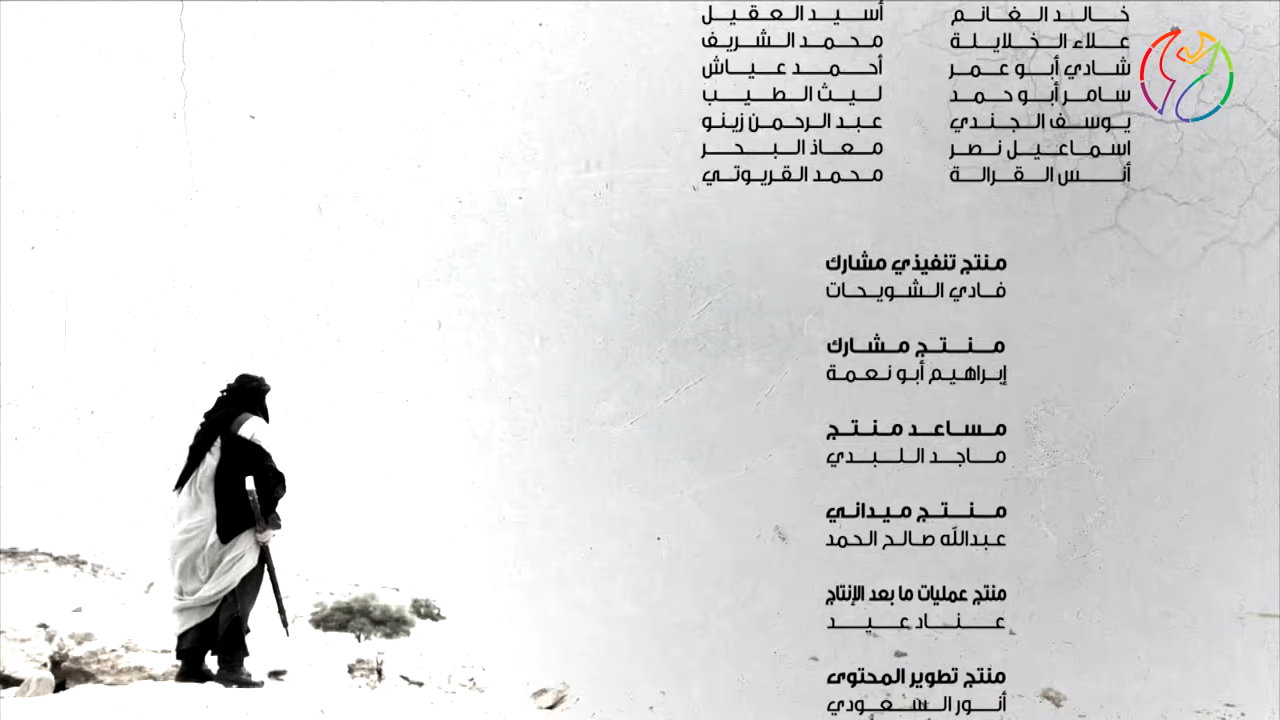 خالد الغانم
علاء الخلايلة
شادي أبو عمر
سامر أبو حمد
يوسف الجندي
اسماعيل نصر
أنس القرالة
أسيد العقيل
محمد الشريف
أحمد عياش
ليث الطيب
عبد الرحمن زينو
معاذ البحر
محمد القريوتي
منتج تنفيذي مشارك
فادي الشويحات
منتج مشارك
إبراهيم أبو نعمة
مساعد منتج
ماجد اللبدي
منتج ميداني
عبدالله صالح الحمد
منتج عمليات ما بعد الإنتاج
عناد عيد
منتج تطوير المحتوى
أنور السعودي